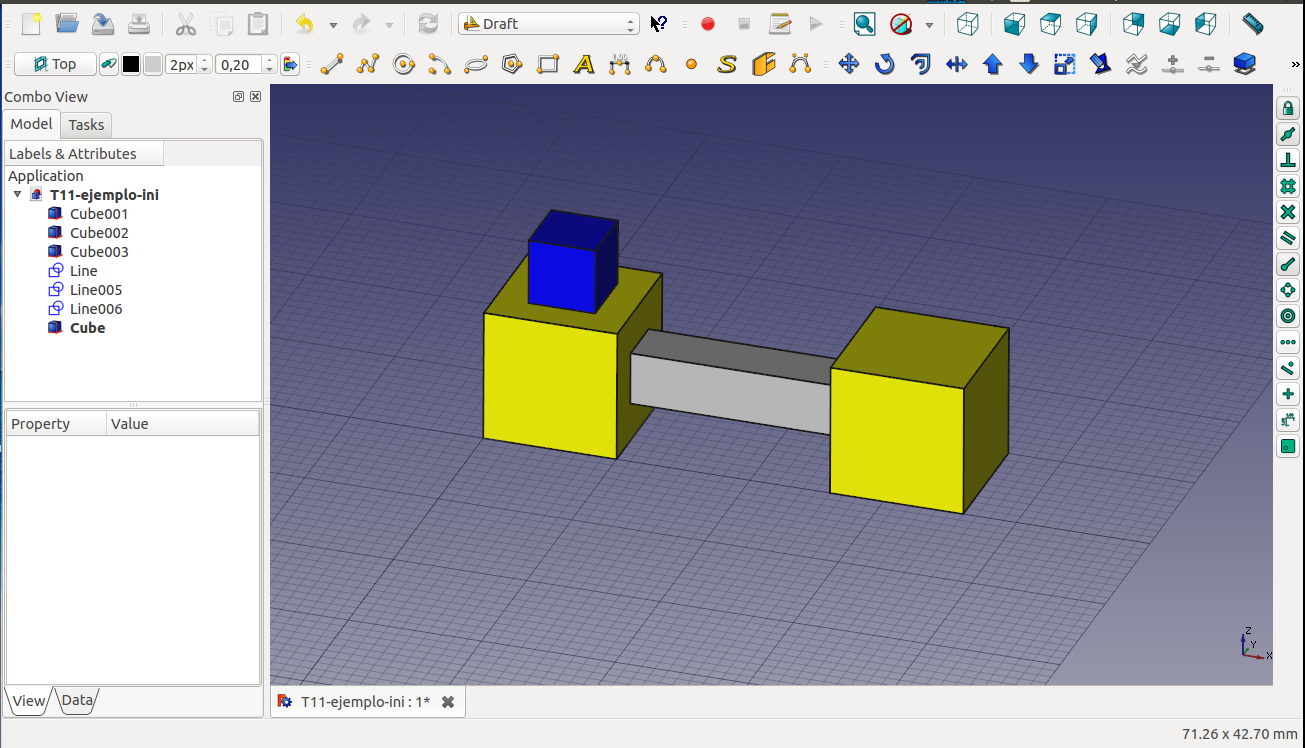 Draft
Top
2px
0,20
Combo View
Model
Tasks
Labels & Attributes
Application
T11-ejemplo-ini
Cube001
Cube002
Cube003
Line
Line005
Line006
Cube
Property
Value
View
Data
Z
Y
X
T11-ejemplo-ini : 1*
71.26 x 42.70 mm